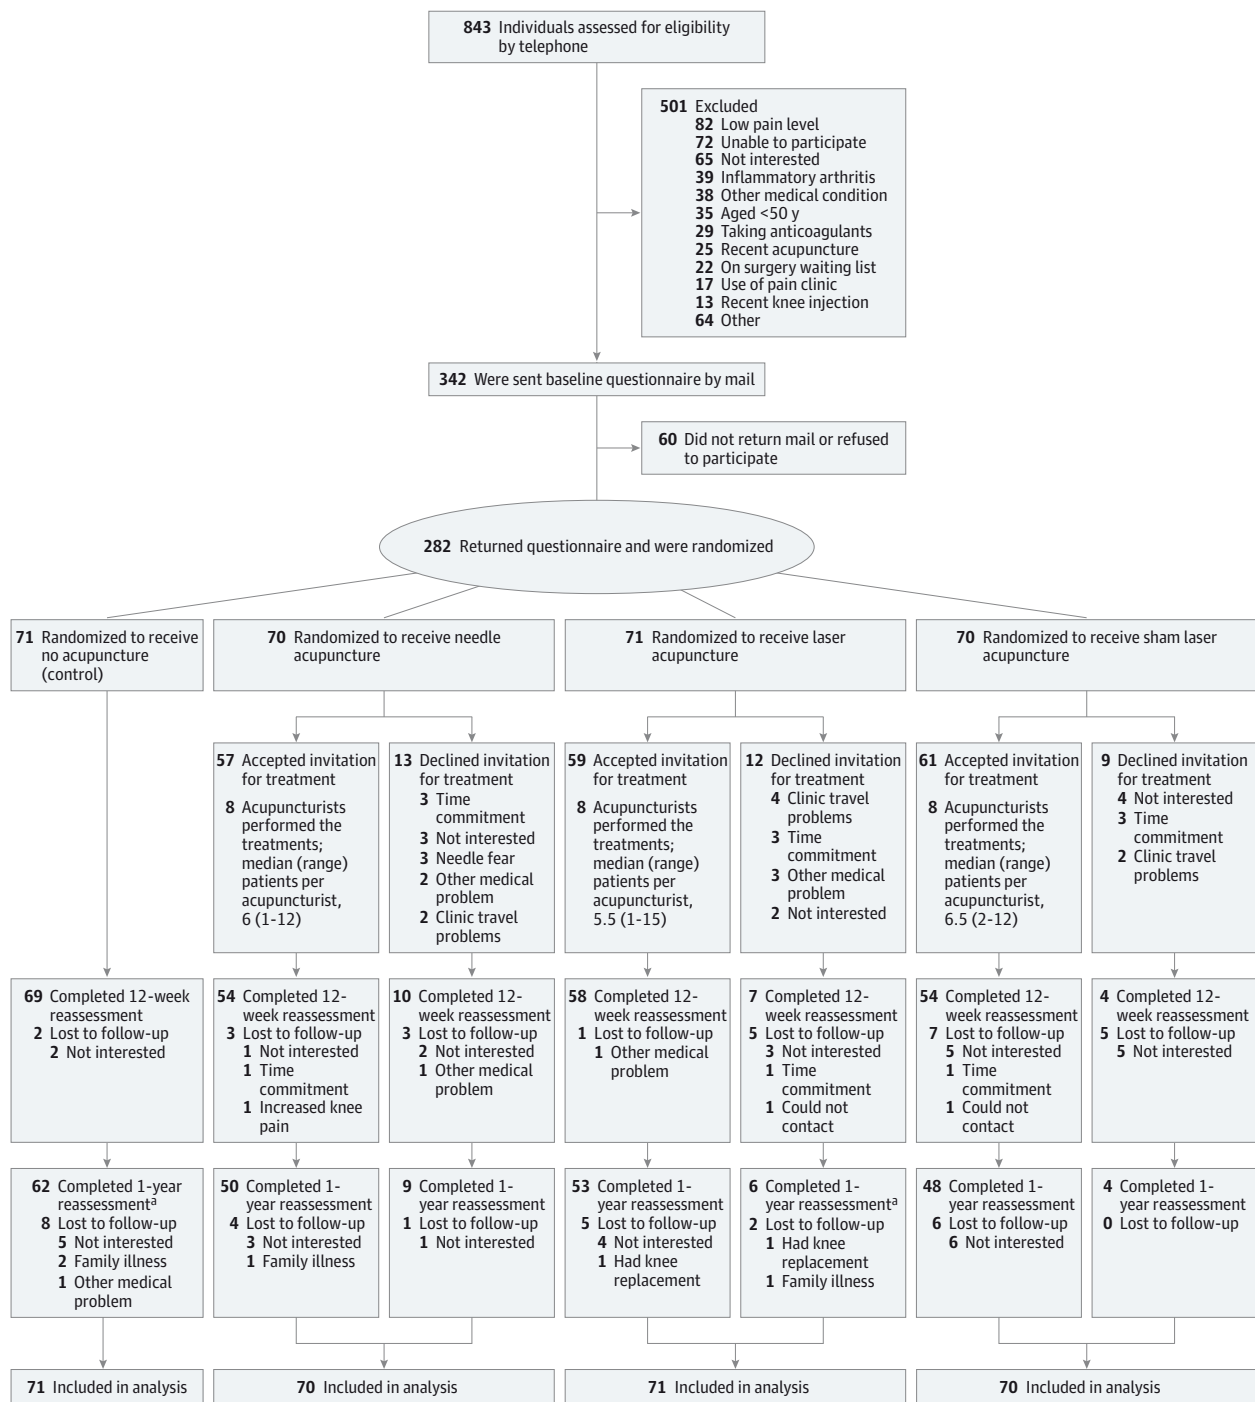 843 Individuals assessed for eligibility
by telephone
501 Excluded
82 Low pain level
72 Unable to participate
65 Not interested
39 Inflammatory arthritis
38 Other medical condition
35 Aged <50 y
29 Taking anticoagulants
25 Recent acupuncture
22 On surgery waiting list
17 Use of pain clinic
13 Recent knee injection
64 Other
342 Were sent baseline questionnaire by mail
60 Did not return mail or refused
to participate
282 Returned questionnaire and were randomized
71 Randomized to receive
no acupuncture
(control)
70 Randomized to receive needle
acupuncture
71 Randomized to receive laser
acupuncture
70 Randomized to receive sham laser
acupuncture
57 Accepted invitation
for treatment
8 Acupuncturists
performed the
treatments;
median (range)
patients per
acupuncturist,
6 (1-12)
13 Declined invitation
for treatment
3 Time
commitment
3 Not interested
3 Needle fear
2 Other medical
problem
2 Clinic travel
problems
59 Accepted invitation
for treatment
8 Acupuncturists
performed the
treatments;
median (range)
patients per
acupuncturist,
5.5 (1-15)
12 Declined invitation
for treatment
4 Clinic travel
problems
3 Time
commitment
3 Other medical
problem
2 Not interested
61 Accepted invitation
for treatment
8 Acupuncturists
performed the
treatments;
median (range)
patients per
acupuncturist,
6.5 (2-12)
9 Declined invitation
for treatment
4 Not interested
3 Time
commitment
2 Clinic travel
problems
69 Completed 12-week
reassessment
2 Lost to follow-up
2 Not interested
54 Completed 12-
week reassessment
3 Lost to follow-up
1 Not interested
1 Time
commitment
1 Increased knee
pain
10 Completed 12-
week reassessment
3 Lost to follow-up
2 Not interested
1 Other medical
problem
58 Completed 12-
week reassessment
1 Lost to follow-up
1 Other medical
problem
7 Completed 12-
week reassessment
5 Lost to follow-up
3 Not interested
1 Time
commitment
1 Could not
contact
54 Completed 12-
week reassessment
7 Lost to follow-up
5 Not interested
1 Time
commitment
1 Could not
contact
4 Completed 12-
week reassessment
5 Lost to follow-up
5 Not interested
62 Completed 1-year
reassessmentᵃ
8 Lost to follow-up
5 Not interested
2 Family illness
1 Other medical
problem
50 Completed 1-
year reassessment
4 Lost to follow-up
3 Not interested
1 Family illness
9 Completed 1-
year reassessment
1 Lost to follow-up
1 Not interested
53 Completed 1-
year reassessment
5 Lost to follow-up
4 Not interested
1 Had knee
replacement
6 Completed 1-
year reassessmentᵃ
2 Lost to follow-up
1 Had knee
replacement
1 Family illness
48 Completed 1-
year reassessment
6 Lost to follow-up
6 Not interested
4 Completed 1-
year reassessment
0 Lost to follow-up
71 Included in analysis
70 Included in analysis
71 Included in analysis
70 Included in analysis